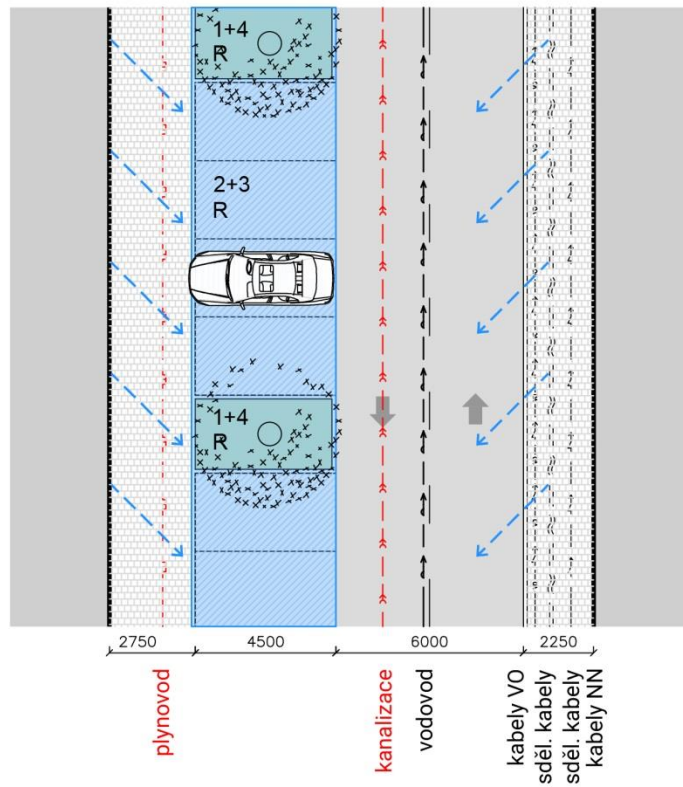 1+4
R
2+3
R
1+4
R
2750
4500
6000
2250
plynovod
kanalizace
vodovod
kabely VO
sděl. kabely
sděl. kabely
kabely NN